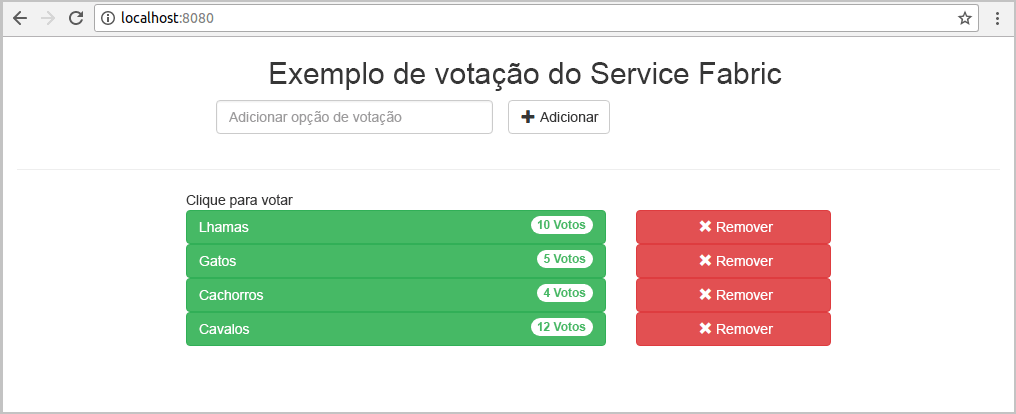 localhost:8080
Exemplo de votação do Service Fabric
Adicionar opção de votação
Adicionar
Clique para votar
Lhamas 10 Votos Remover
Gatos 5 Votos Remover
Cachorros 4 Votos Remover
Cavalos 12 Votos Remover